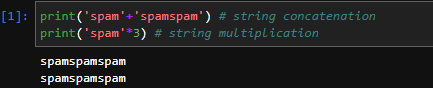 [1]: print('spam'+'spamspam') # string concatenation
print('spam'*3) # string multiplication
spamspamspam
spamspamspam